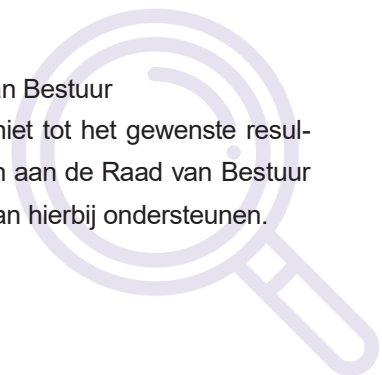 n Bestuur
niet tot het gewenste resul-
n aan de Raad van Bestuur
an hierbij ondersteunen.